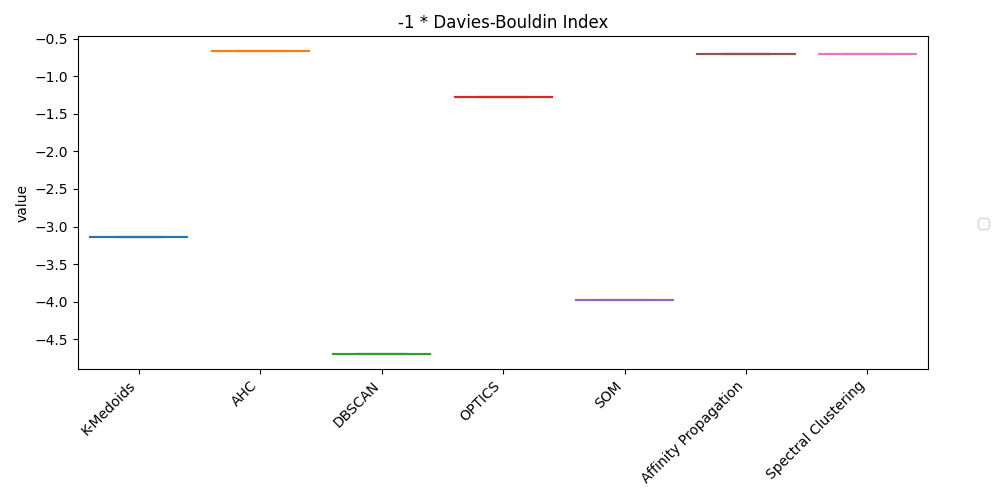 -1 * Davies-Bouldin Index
value
−0.5
−1.0
−1.5
−2.0
−2.5
−3.0
−3.5
−4.0
−4.5
K-Medoids
AHC
DBSCAN
OPTICS
SOM
Affinity Propagation
Spectral Clustering